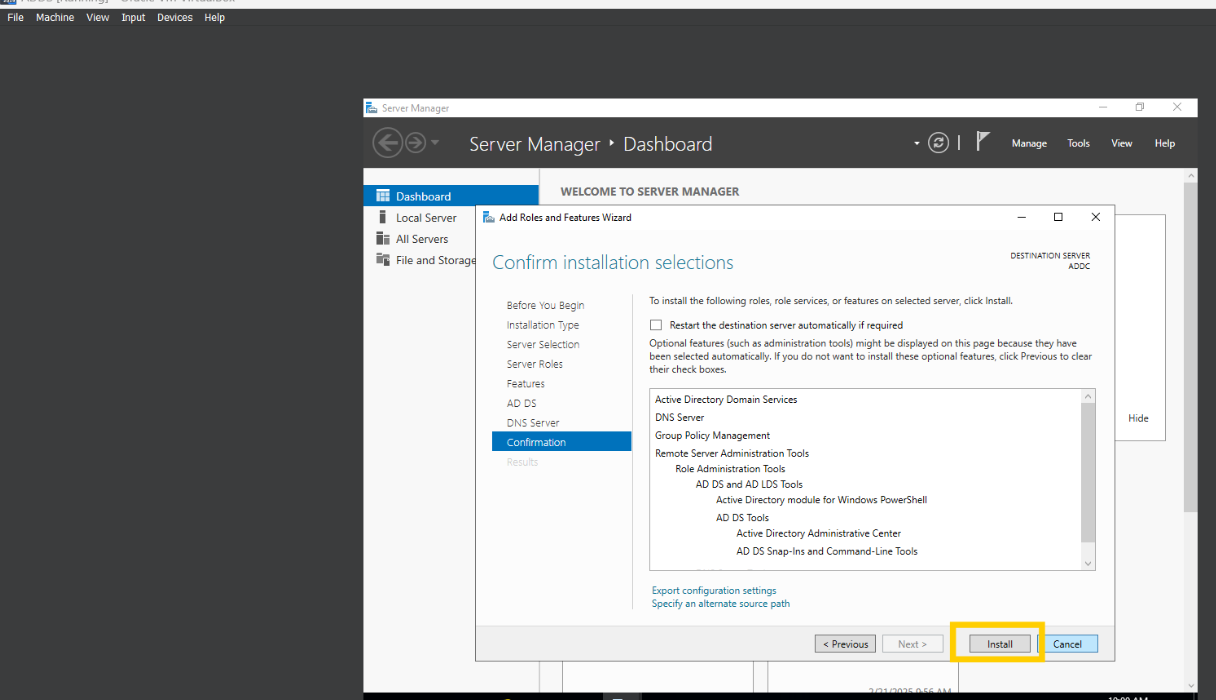 File Machine View Input Devices Help
Server Manager
Server Manager Dashboard
Manage Tools View Help
Dashboard
Local Server
All Servers
File and Storage
WELCOME TO SERVER MANAGER
Add Roles and Features Wizard
Confirm installation selections
DESTINATION SERVER
ADDC
Before You Begin
Installation Type
Server Selection
Server Roles
Features
AD DS
DNS Server
Confirmation
Results
To install the following roles, role services, or features on selected server, click Install.
Restart the destination server automatically if required
Optional features (such as administration tools) might be displayed on this page because they have
been selected automatically. If you do not want to install these optional features, click Previous to clear
their check boxes.
Active Directory Domain Services
DNS Server
Group Policy Management
Remote Server Administration Tools
Role Administration Tools
AD DS and AD LDS Tools
Active Directory module for Windows PowerShell
AD DS Tools
Active Directory Administrative Center
AD DS Snap-Ins and Command-Line Tools
Export configuration settings
Specify an alternate source path
< Previous Next > Install Cancel
Hide
2/21/2025 9:56 AM